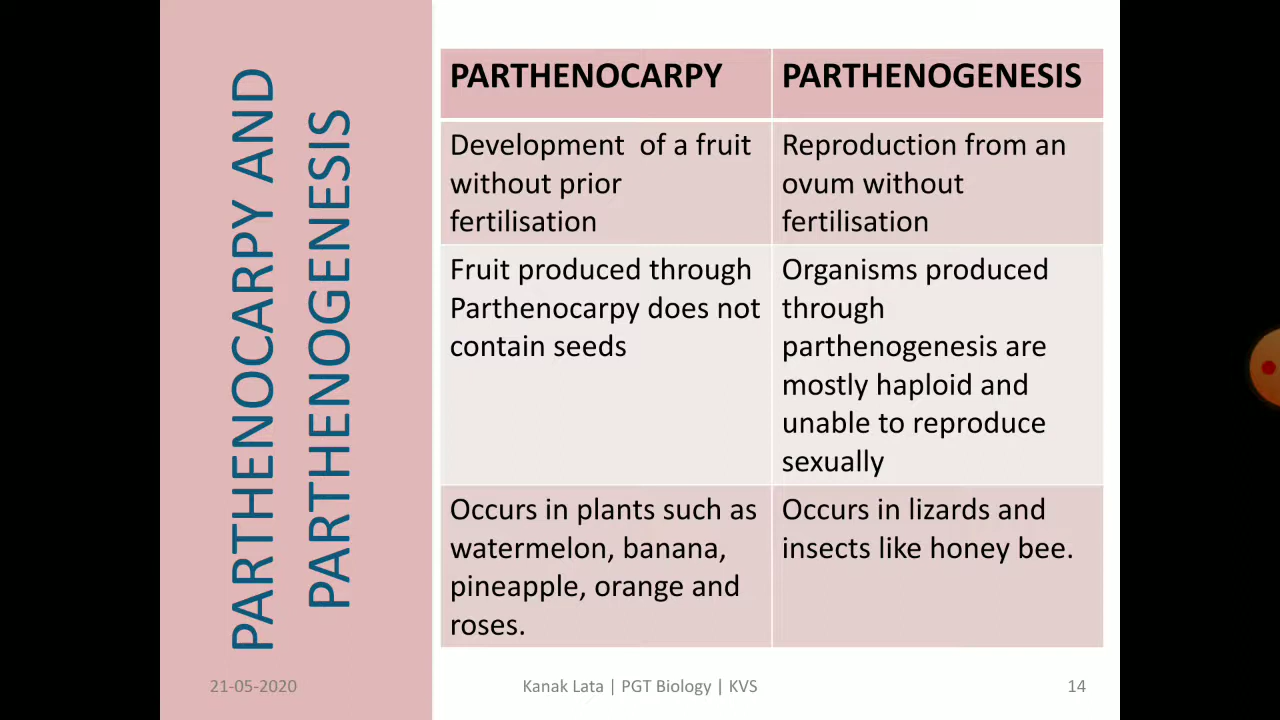 PARTHENOCARPY AND
PARTHENOGENESIS
PARTHENOCARPY
PARTHENOGENESIS
Development of a fruit
without prior
fertilisation
Reproduction from an
ovum without
fertilisation
Fruit produced through
Parthenocarpy does not
contain seeds
Organisms produced
through
parthenogenesis are
mostly haploid and
unable to reproduce
sexually
Occurs in plants such as
watermelon, banana,
pineapple, orange and
roses.
Occurs in lizards and
insects like honey bee.
21-05-2020
Kanak Lata | PGT Biology | KVS
14